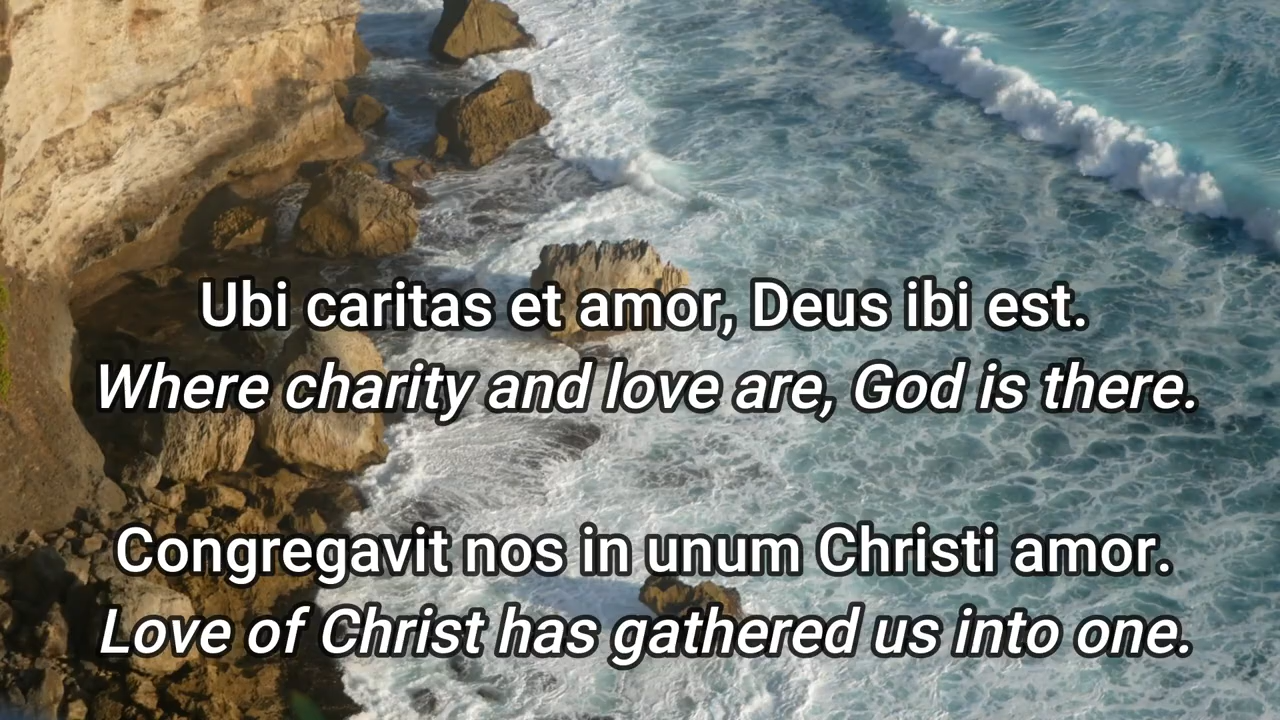 Ubi caritas et amor, Deus ibi est.
Where charity and love are, God is there.
Congregavit nos in unum Christi amor.
Love of Christ has gathered us into one.